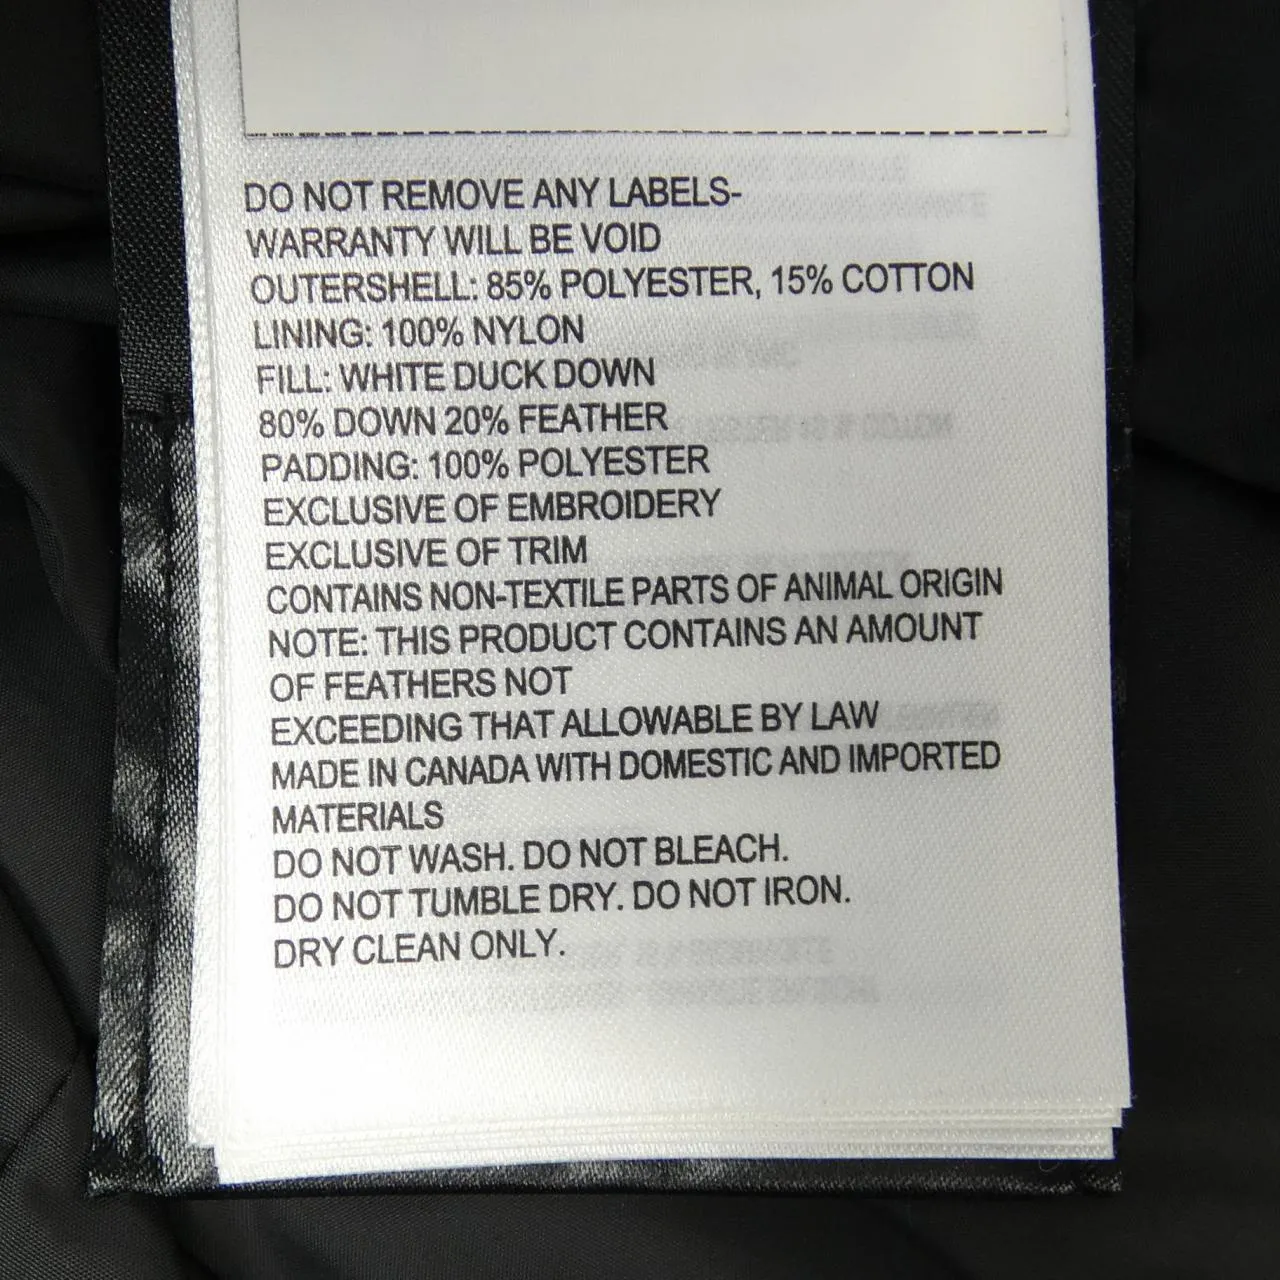 DO NOT REMOVE ANY LABELS-
WARRANTY WILL BE VOID
OUTERSHELL: 85% POLYESTER, 15% COTTON
LINING: 100% NYLON
FILL: WHITE DUCK DOWN
80% DOWN 20% FEATHER
PADDING: 100% POLYESTER
EXCLUSIVE OF EMBROIDERY
EXCLUSIVE OF TRIM
CONTAINS NON-TEXTILE PARTS OF ANIMAL ORIGIN
NOTE: THIS PRODUCT CONTAINS AN AMOUNT
OF FEATHERS NOT
EXCEEDING THAT ALLOWABLE BY LAW
MADE IN CANADA WITH DOMESTIC AND IMPORTED
MATERIALS
DO NOT WASH. DO NOT BLEACH.
DO NOT TUMBLE DRY. DO NOT IRON.
DRY CLEAN ONLY.